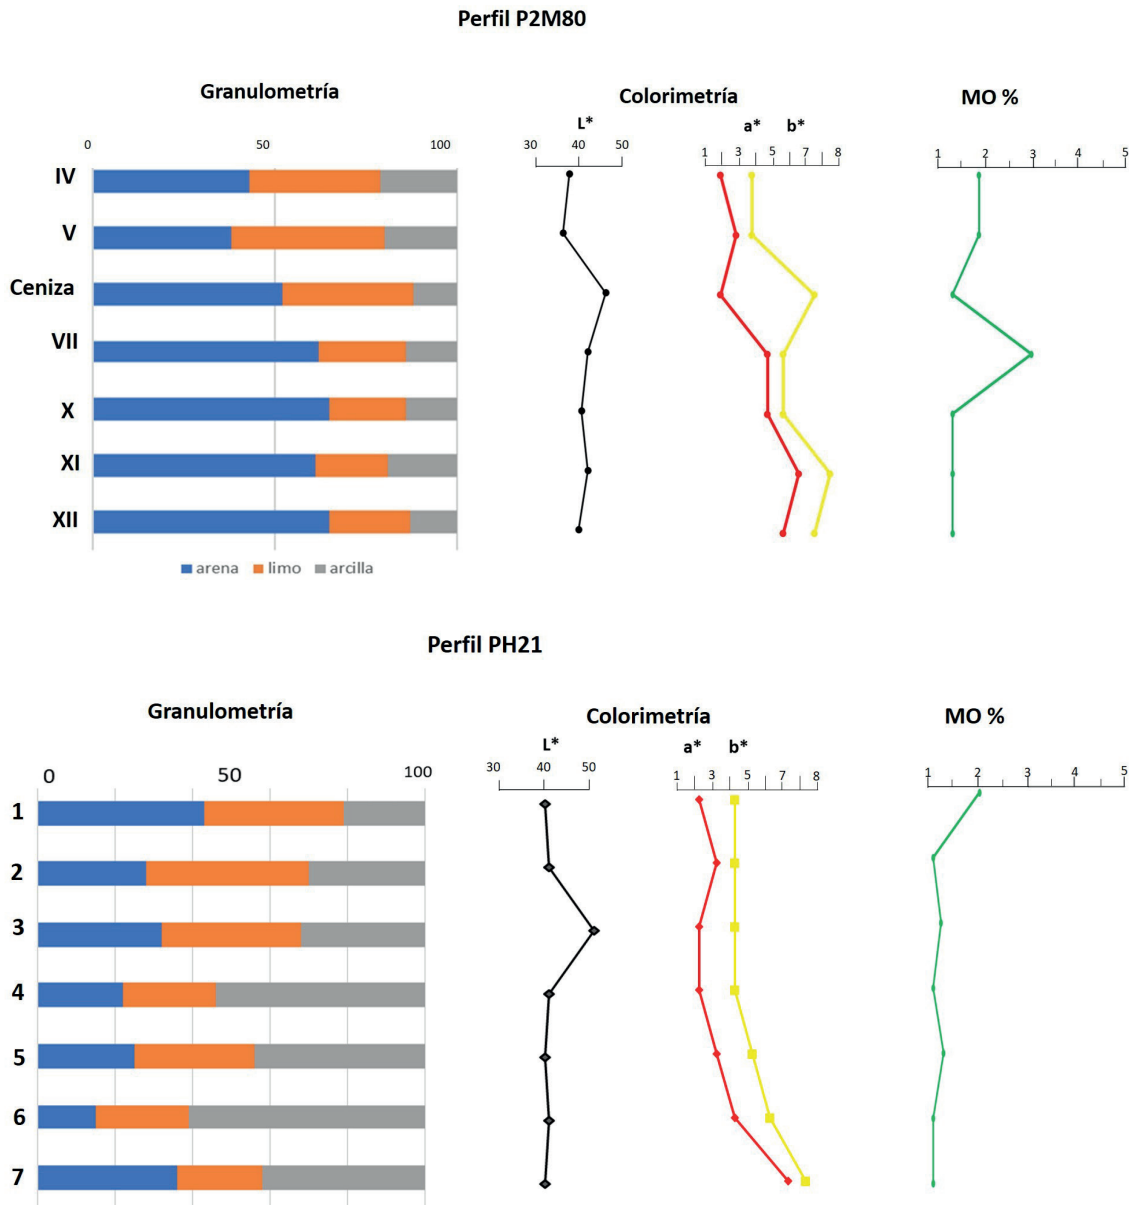 Perfil P2M80
Granulometría
Colorimetría
MO %
L*
a* b*
0 50 100
30 40 50
1 3 5 7 8
1 2 3 4 5
IV
V
Ceniza
VII
X
XI
XII
arena limo arcilla
Perfil PH21
Granulometría
Colorimetría
MO %
L*
a* b*
0 50 100
30 40 50
1 3 5 7 8
1 2 3 4 5
1
2
3
4
5
6
7